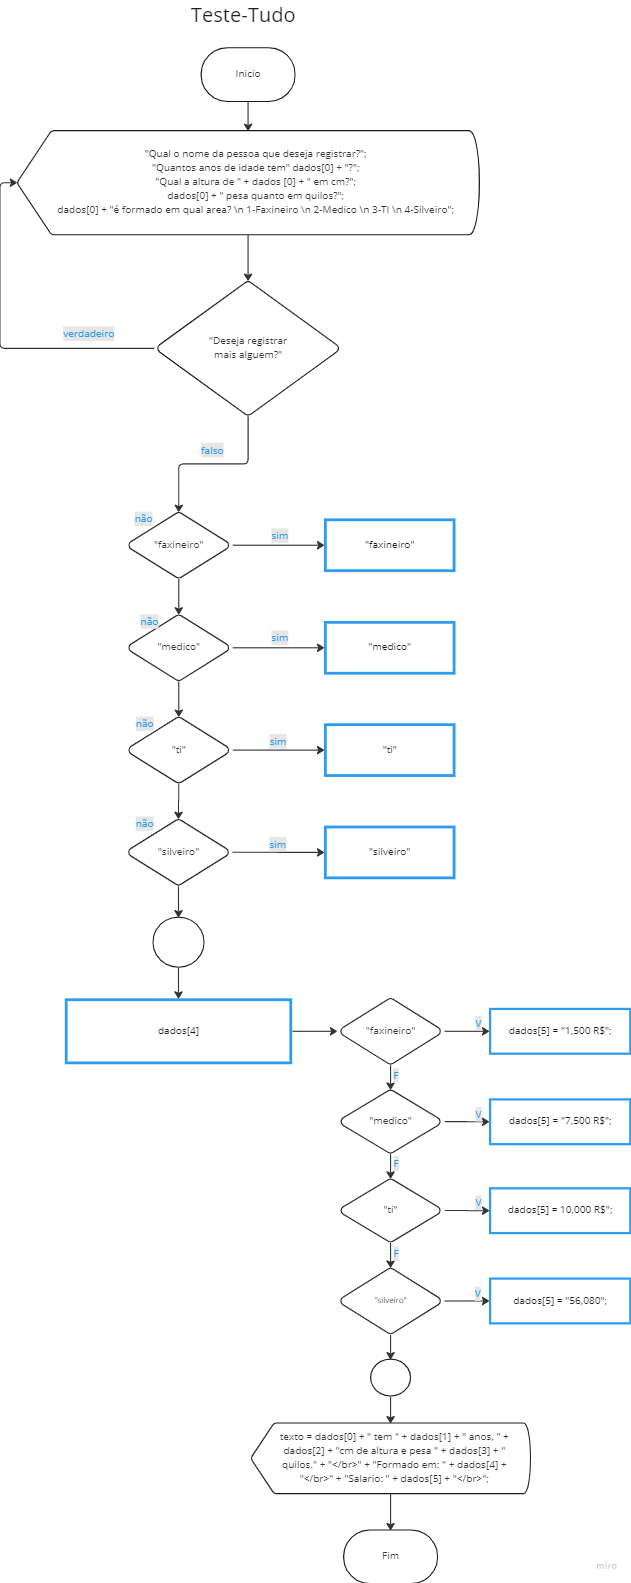 Teste-Tudo
Inicio
"Qual o nome da pessoa que deseja registrar?";
"Quantos anos de idade tem" dados[0] + "?";
"Qual a altura de " + dados [0] + " em cm?";
dados[0] + " pesa quanto em quilos?";
dados[0] + "é formado em qual area? \n 1-Faxineiro \n 2-Medico \n 3-TI \n 4-Silveiro";
verdadeiro
"Deseja registrar
mais alguem?"
falso
não
"faxineiro"
sim
"faxineiro"
não
"medico"
sim
"medico"
não
"ti"
sim
"ti"
não
"silveiro"
sim
"silveiro"
dados[4]
"faxineiro"
V
dados[5] = "1,500 R$";
F
"medico"
V
dados[5] = "7,500 R$";
F
"ti"
V
dados[5] = 10,000 R$";
F
"silveiro"
V
dados[5] = "56,080";
texto = dados[0] + " tem " + dados[1] + " anos, " +
dados[2] + "cm de altura e pesa " + dados[3] + "
quilos." + "</br>" + "Formado em: " + dados[4] +
"</br>" + "Salario: " + dados[5] + "</br>";
Fim
miro